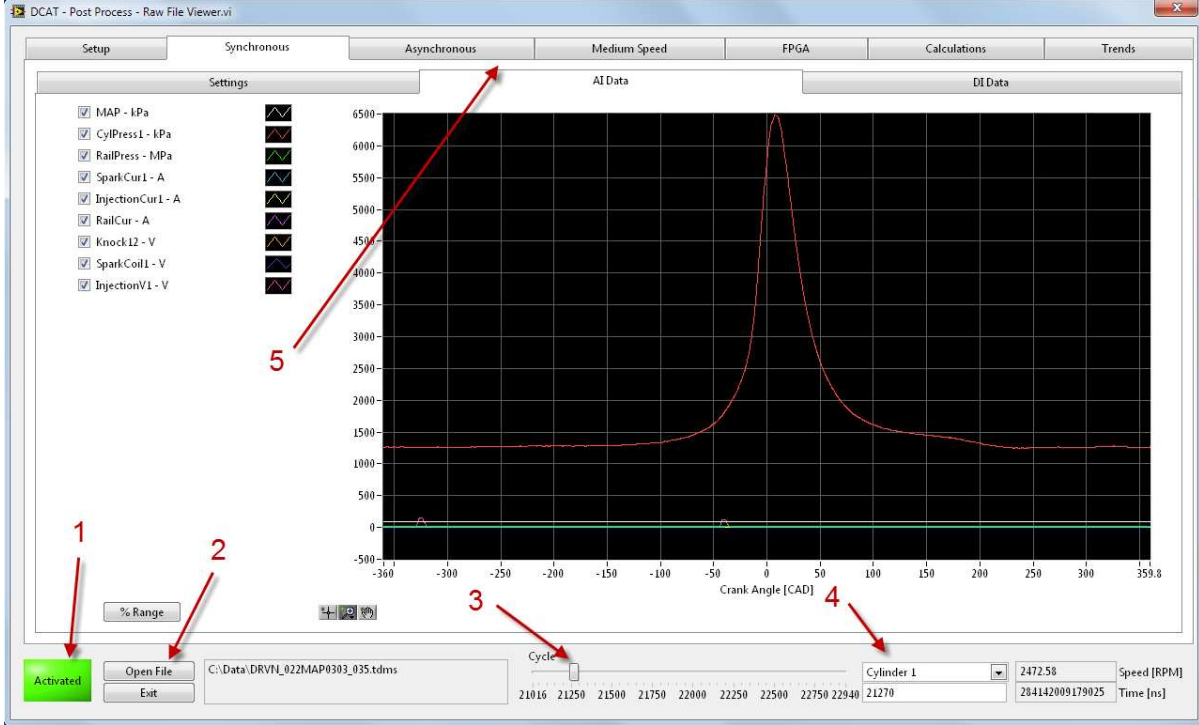 DCAT - Post Process - Raw File Viewer.vi
Setup Synchronous Asynchronous Medium Speed FPGA Calculations Trends
Settings AI Data DI Data
MAP - kPa
CylPress1 - kPa
RailPress - MPa
SparkCur1 - A
InjectionCur1 - A
RailCur - A
Knock12 - V
SparkCoil1 - V
InjectionV1 - V
6500
6000
5500
5000
4500
4000
3500
3000
2500
2000
1500
1000
500
0
-500
-360 -300 -250 -200 -150 -100 -50 0 50 100 150 200 250 300 359.8
Crank Angle [CAD]
5
1
2
3
4
% Range
Activated
Open File
Exit
C:\Data\DRVN_022MAP0303_035.tdms
Cycle
21016 21250 21500 21750 22000 22250 22500 22750 22940
Cylinder 1
21270
2472.58 Speed [RPM]
284142009179025 Time [ns]